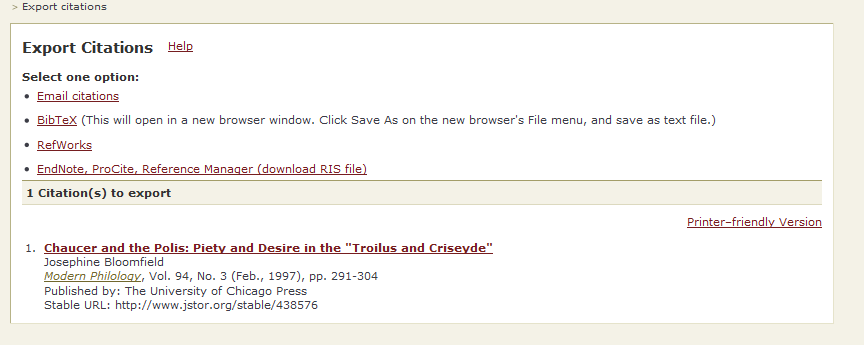 > Export citations
Export Citations Help
Select one option:
• Email citations
• BibTeX (This will open in a new browser window. Click Save As on the new browser's File menu, and save as text file.)
• RefWorks
• EndNote, ProCite, Reference Manager (download RIS file)
1 Citation(s) to export
Printer–friendly Version
1. Chaucer and the Polis: Piety and Desire in the "Troilus and Criseyde"
Josephine Bloomfield
Modern Philology, Vol. 94, No. 3 (Feb., 1997), pp. 291-304
Published by: The University of Chicago Press
Stable URL: http://www.jstor.org/stable/438576